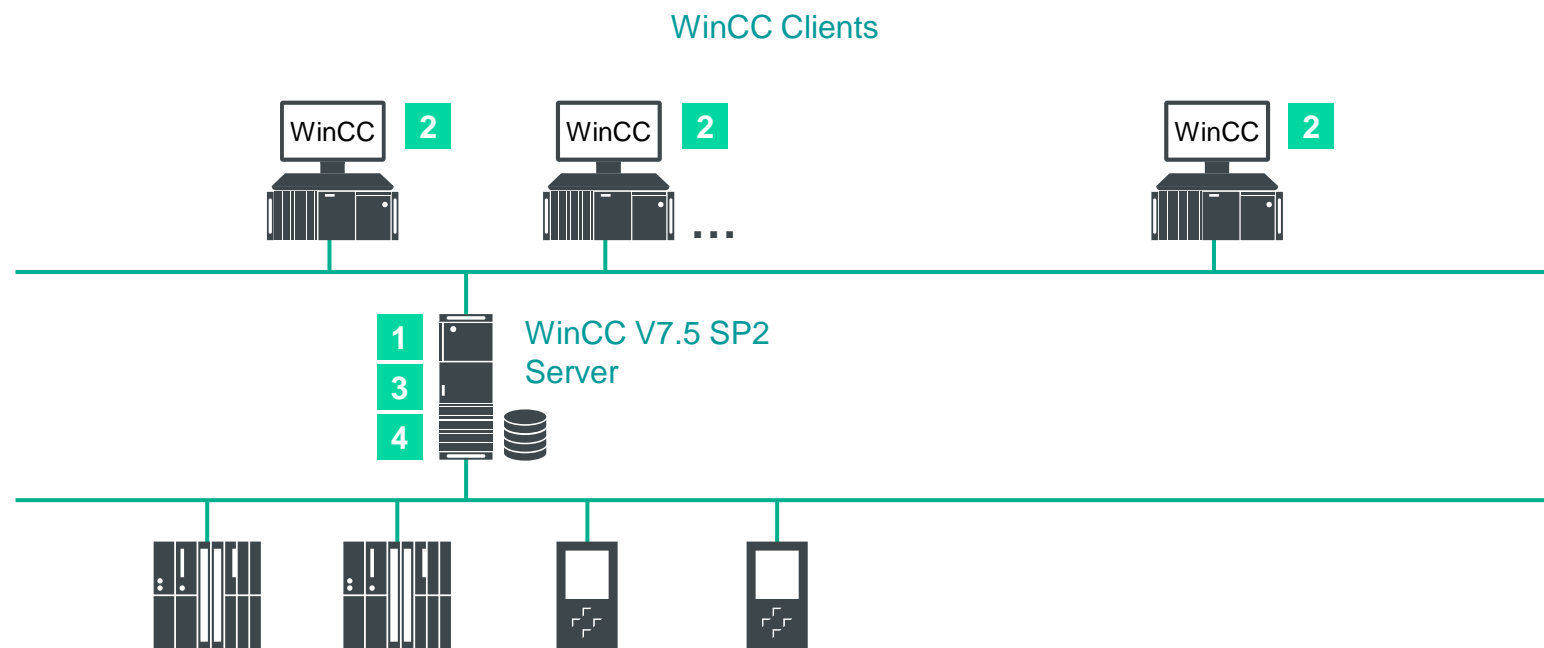 WinCC Clients
WinCC 2
WinCC 2
WinCC 2
...
1
WinCC V7.5 SP2
3
Server
4